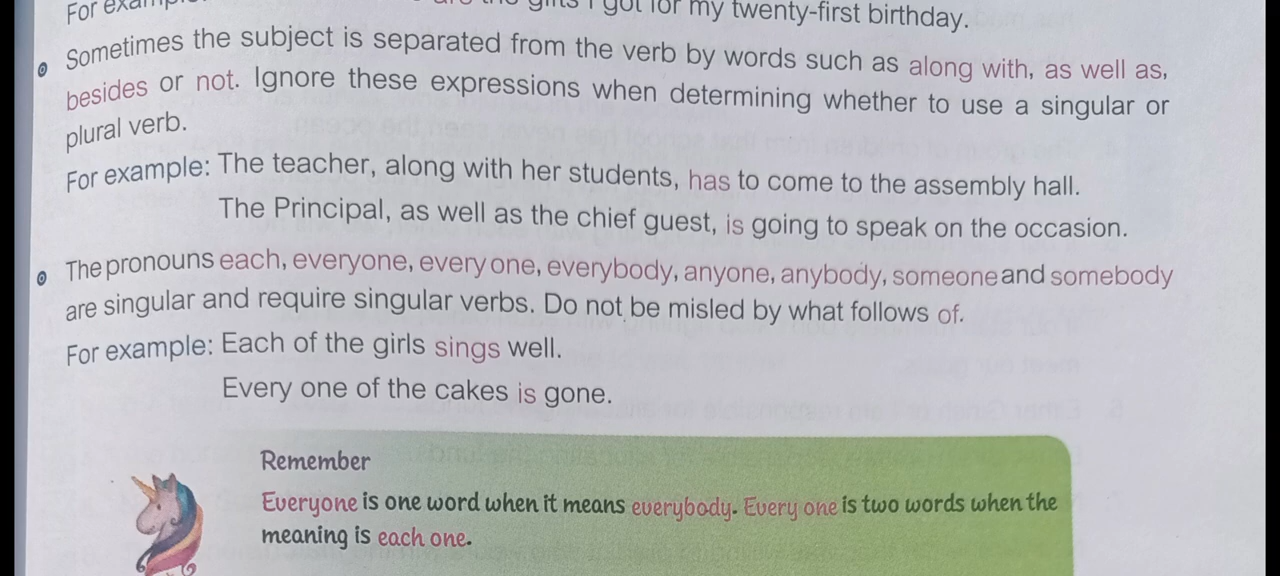 For example: are the gifts I got for my twenty-first birthday.
Sometimes the subject is separated from the verb by words such as along with, as well as,
besides or not. Ignore these expressions when determining whether to use a singular or
plural verb.
For example: The teacher, along with her students, has to come to the assembly hall.
The Principal, as well as the chief guest, is going to speak on the occasion.
The pronouns each, everyone, every one, everybody, anyone, anybody, someone and somebody
are singular and require singular verbs. Do not be misled by what follows of.
For example: Each of the girls sings well.
Every one of the cakes is gone.
Remember
Everyone is one word when it means everybody. Every one is two words when the
meaning is each one.